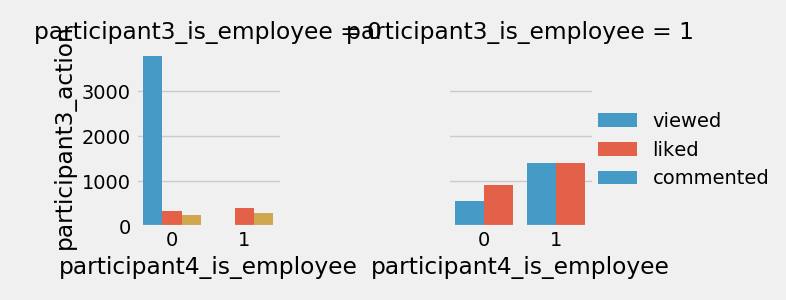 participant3_is_employee = 0
participant3_is_employee = 1
participant3_action
3000
2000
1000
0
0 1
0 1
participant4_is_employee
participant4_is_employee
viewed
liked
commented